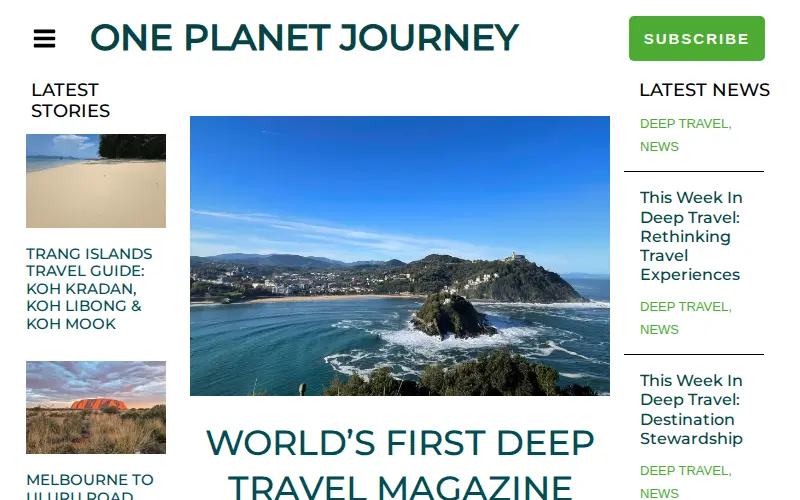 ONE PLANET JOURNEY
SUBSCRIBE
LATEST
STORIES
TRANG ISLANDS
TRAVEL GUIDE:
KOH KRADAN,
KOH LIBONG &
KOH MOOK
MELBOURNE TO
ULURU ROAD
WORLD’S FIRST DEEP
TRAVEL MAGAZINE
LATEST NEWS
DEEP TRAVEL,
NEWS
This Week In
Deep Travel:
Rethinking
Travel
Experiences
DEEP TRAVEL,
NEWS
This Week In
Deep Travel:
Destination
Stewardship
DEEP TRAVEL,
NEWS